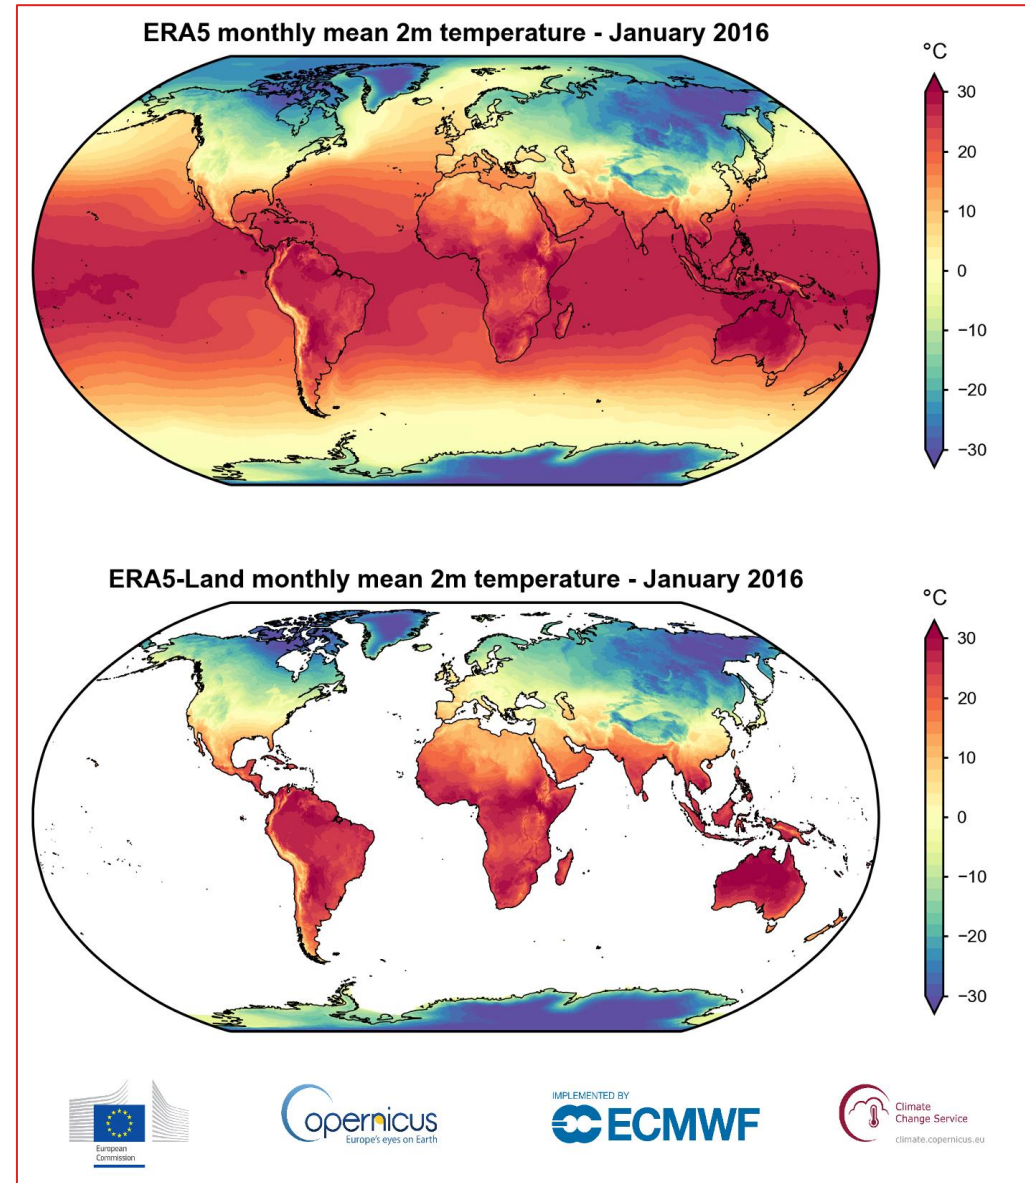 ERA5 monthly mean 2m temperature - January 2016
°C
30
20
10
0
−10
−20
−30
ERA5-Land monthly mean 2m temperature - January 2016
°C
30
20
10
0
−10
−20
−30
European
Commission
opernicus
Europe's eyes on Earth
IMPLEMENTED BY
ECMWF
Climate
Change Service
climate.copernicus.eu